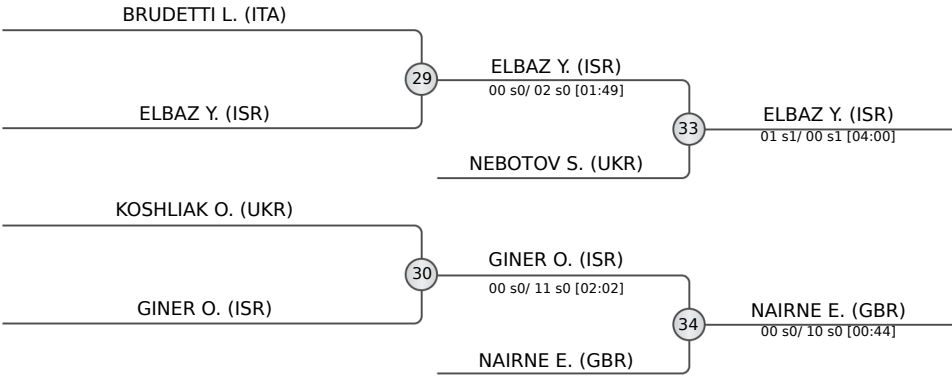 BRUDETTI L. (ITA)
29
ELBAZ Y. (ISR)
00 s0/ 02 s0 [01:49]
ELBAZ Y. (ISR)
33
ELBAZ Y. (ISR)
01 s1/ 00 s1 [04:00]
NEBOTOV S. (UKR)
KOSHLIAK O. (UKR)
30
GINER O. (ISR)
00 s0/ 11 s0 [02:02]
GINER O. (ISR)
34
NAIRNE E. (GBR)
00 s0/ 10 s0 [00:44]
NAIRNE E. (GBR)